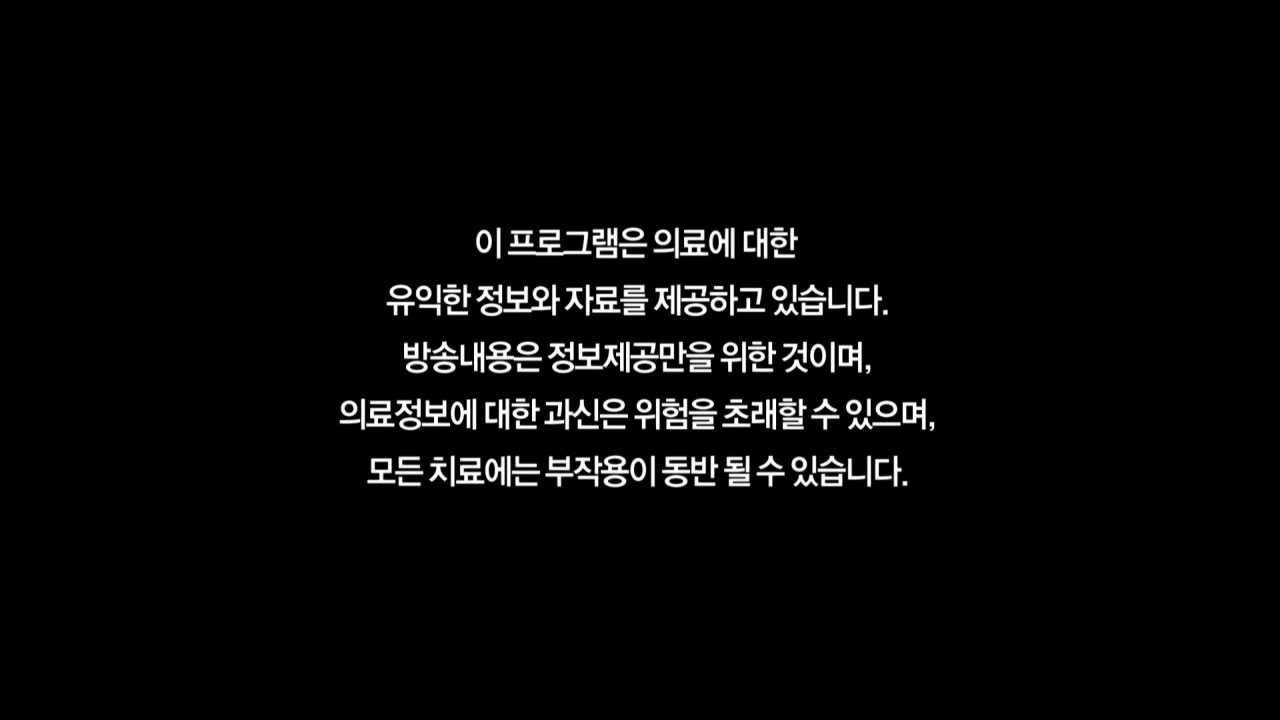 이 프로그램은 의료에 대한
유익한 정보와 자료를 제공하고 있습니다.
방송내용은 정보제공만을 위한 것이며,
의료정보에 대한 과신은 위험을 초래할 수 있으며,
모든 치료에는 부작용이 동반 될 수 있습니다.